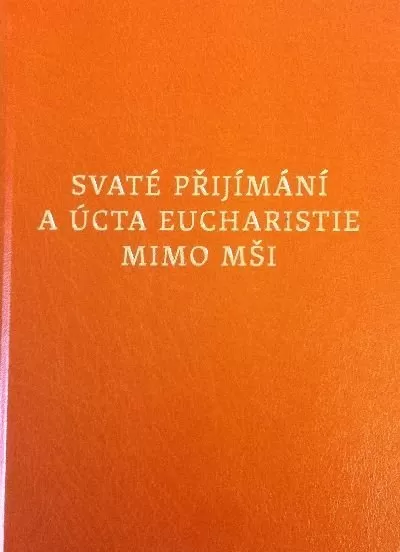 SVATÉ PŘIJÍMÁNÍ
A ÚCTA EUCHARISTIE
MIMO MŠI